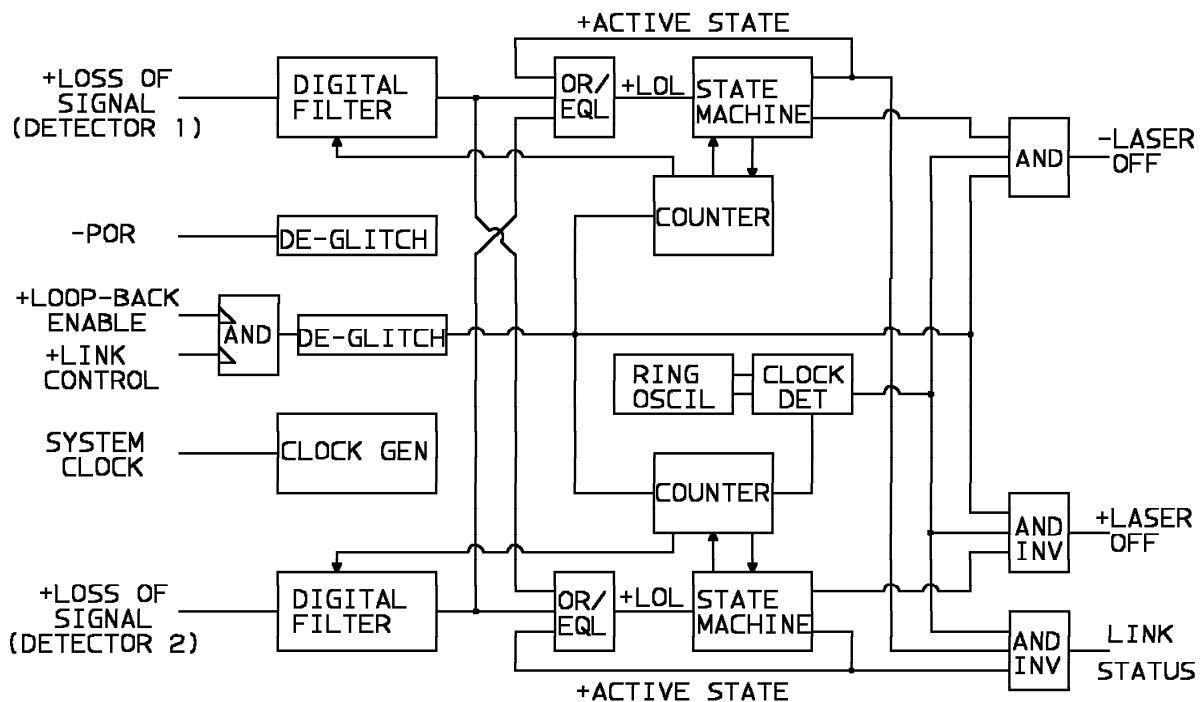 +ACTIVE STATE
+LOSS OF
SIGNAL
(DETECTOR 1)
DIGITAL
FILTER
OR/
EQL
+LOL
STATE
MACHINE
AND
-LASER
OFF
COUNTER
-POR
DE-GLITCH
+LOOP-BACK
ENABLE
+LINK
CONTROL
AND
DE-GLITCH
RING
OSCIL
CLOCK
DET
SYSTEM
CLOCK
CLOCK GEN
COUNTER
AND
INV
+LASER
OFF
+LOSS OF
SIGNAL
(DETECTOR 2)
DIGITAL
FILTER
OR/
EQL
+LOL
STATE
MACHINE
AND
INV
LINK
STATUS
+ACTIVE STATE